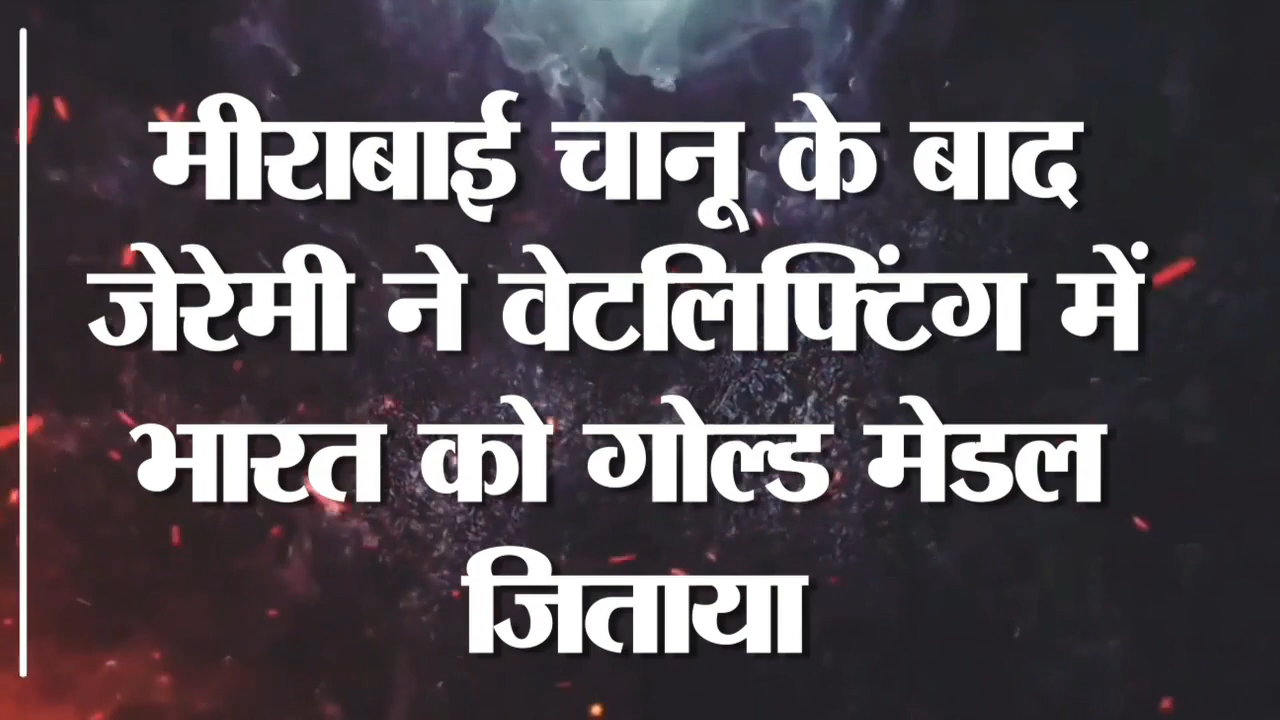 मीराबाई चानू के बाद
जेरेमी ने वेटलिफ्टिंग में
भारत को गोल्ड मेडल
जिताया